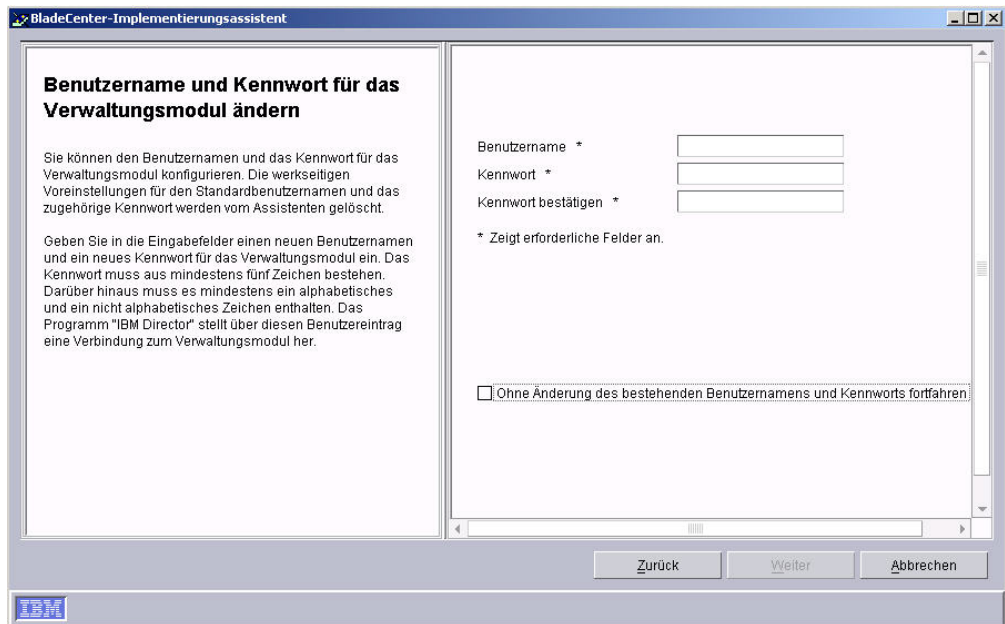 BladeCenter-Implementierungsassistent
Benutzername und Kennwort für das
Verwaltungsmodul ändern
Sie können den Benutzernamen und das Kennwort für das
Verwaltungsmodul konfigurieren. Die werkseitigen
Voreinstellungen für den Standardbenutzernamen und das
zugehörige Kennwort werden vom Assistenten gelöscht.
Geben Sie in die Eingabefelder einen neuen Benutzernamen
und ein neues Kennwort für das Verwaltungsmodul ein. Das
Kennwort muss aus mindestens fünf Zeichen bestehen.
Darüber hinaus muss es mindestens ein alphabetisches
und ein nicht alphabetisches Zeichen enthalten. Das
Programm "IBM Director" stellt über diesen Benutzereintrag
eine Verbindung zum Verwaltungsmodul her.
Benutzername *
Kennwort *
Kennwort bestätigen *
* Zeigt erforderliche Felder an.
Ohne Änderung des bestehenden Benutzernamens und Kennworts fortfahren
Zurück
Weiter
Abbrechen
IBM